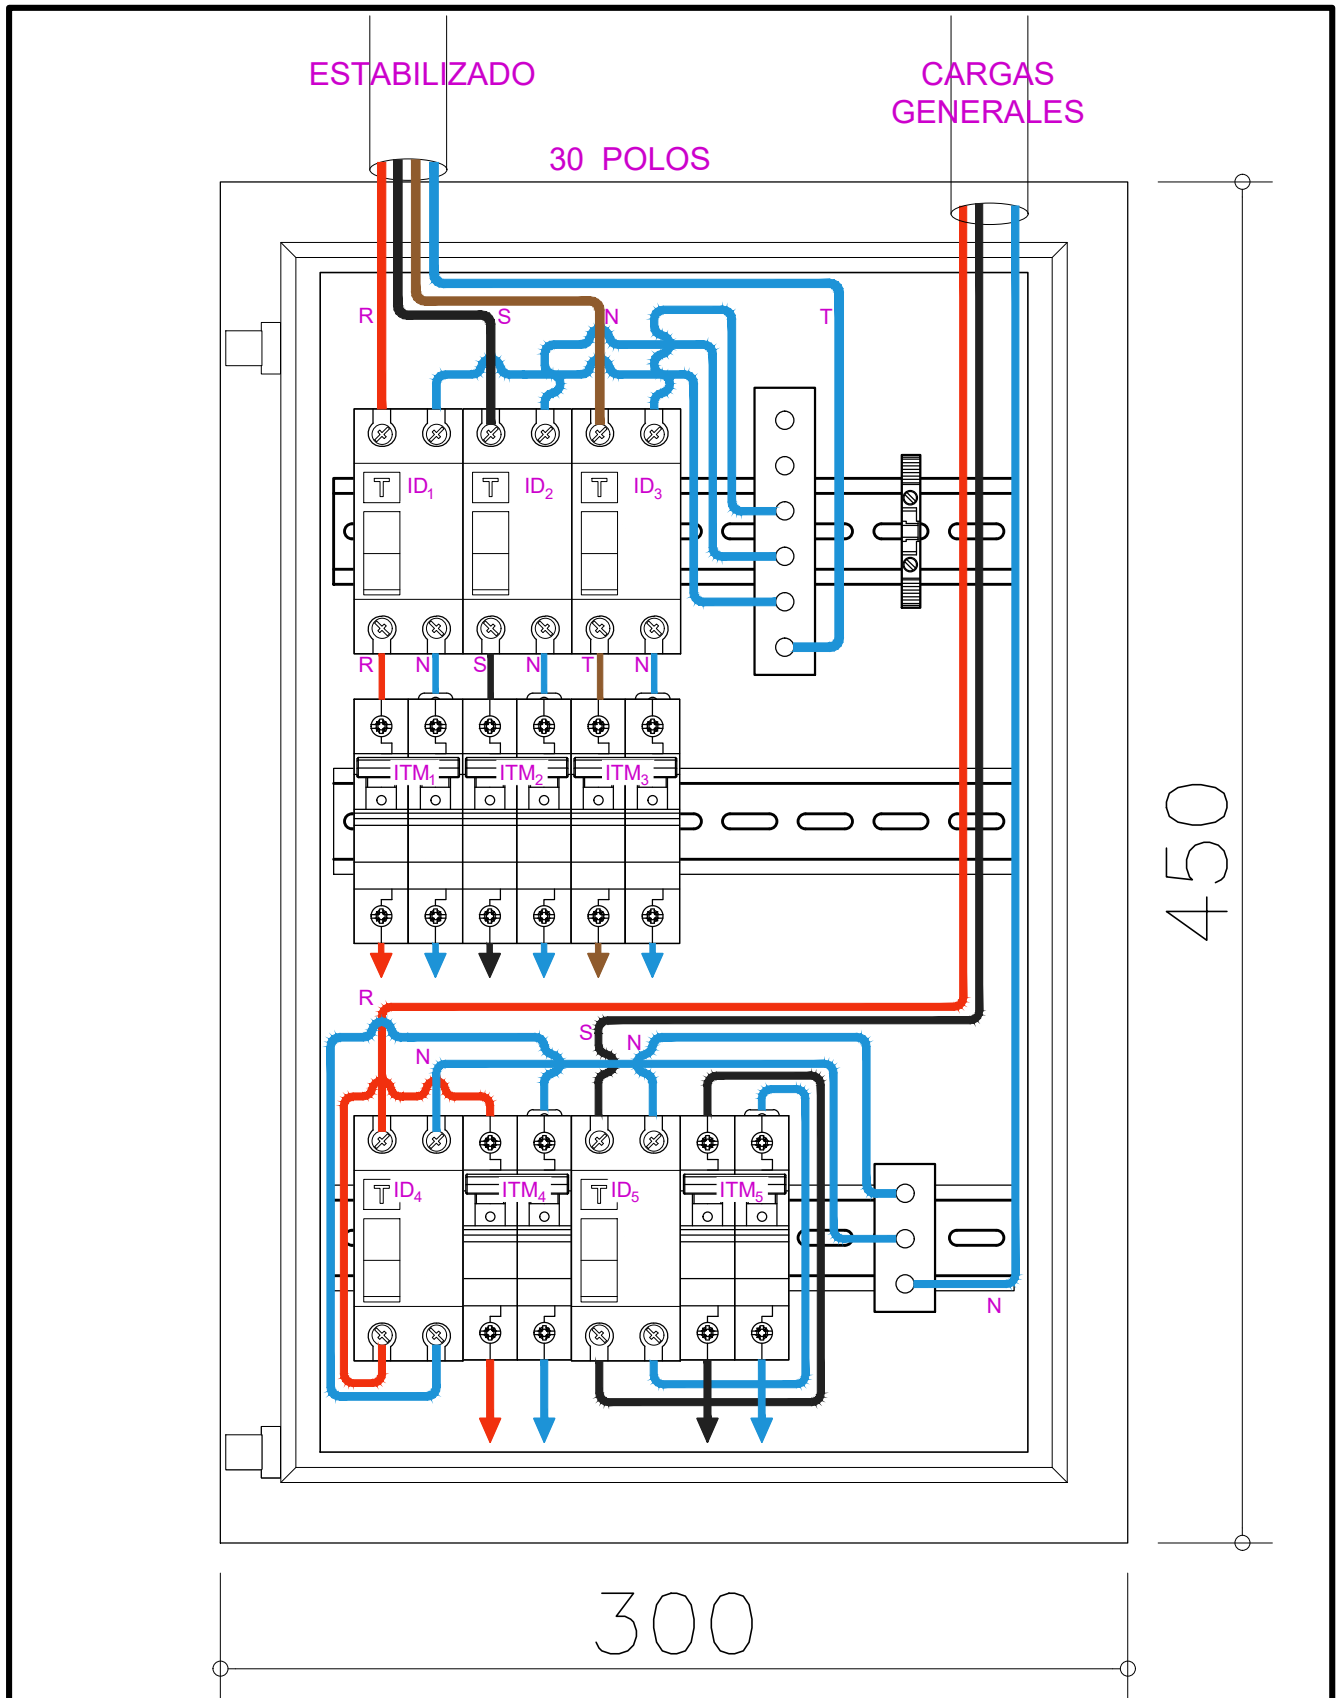 ESTABILIZADO
CARGAS
GENERALES
30 POLOS
R
S
N
T
T ID1
T ID2
T ID3
R
N
S
N
T
N
ITM1
ITM2
ITM3
450
R
S
N
N
T ID4
ITM4
T ID5
ITM5
N
300